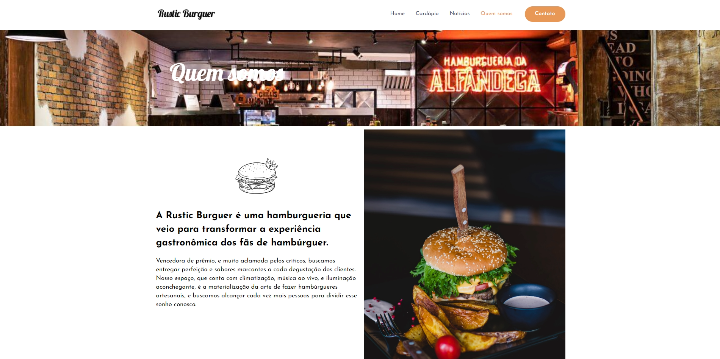 Rustic Burguer
Home Cardápio Notícias Quem somos Contato
Quem somos
HAMBURGUERIA DA
ALFÂNDEGA
A Rustic Burguer é uma hamburgueria que
veio para transformar a experiência
gastronômica dos fãs de hambúrguer.
Vencedora de prêmio, e muito adamada pelos críticos, buscamos
entregar perfeição e sabores marcantes a cada degustação dos clientes.
Nosso espaço, que conta com climatização, música ao vivo, e iluminação
aconchegante, é a materialização da arte de fazer hambúrgueres
artesanais, e buscamos alcançar cada vez mais pessoas para dividir esse
sonho conosco.